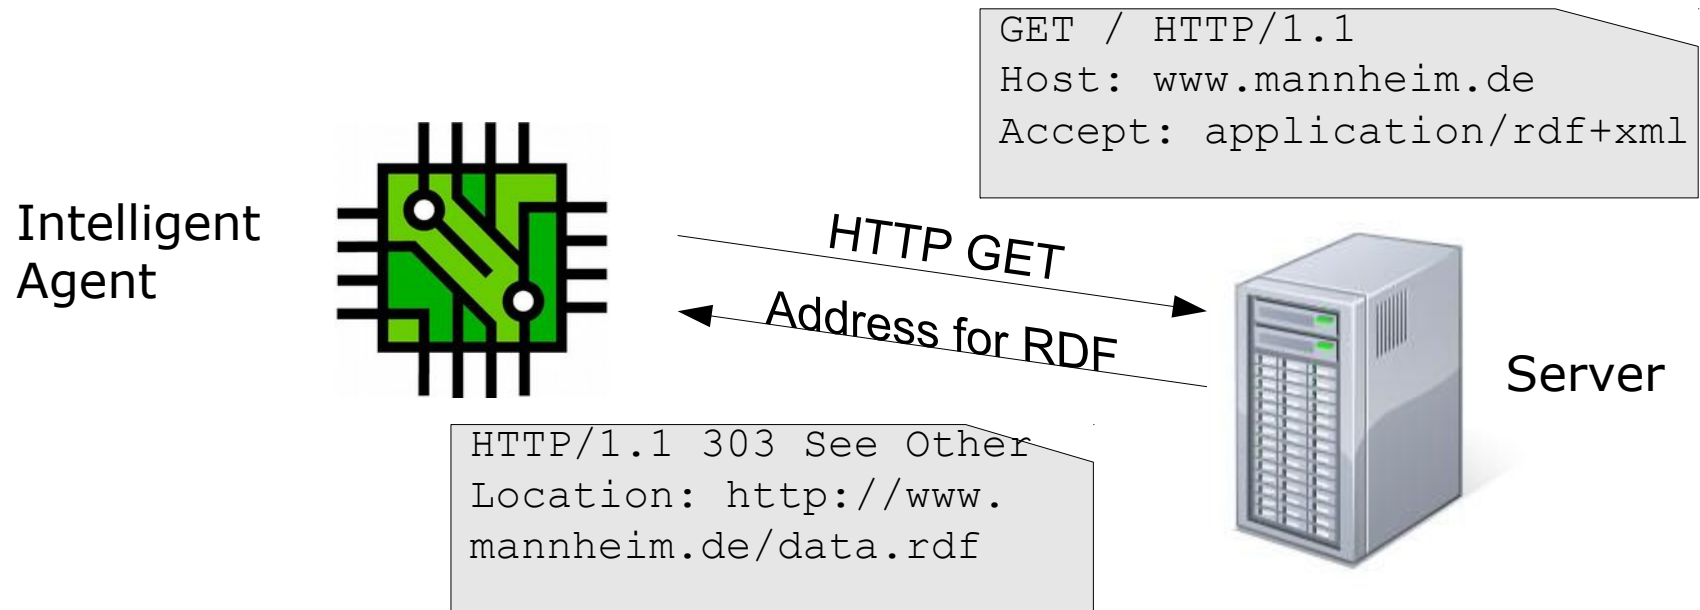 GET / HTTP/1.1
Host: www.mannheim.de
Accept: application/rdf+xml
Intelligent
Agent
HTTP GET
Address for RDF
Server
HTTP/1.1 303 See Other
Location: http://www.
mannheim.de/data.rdf